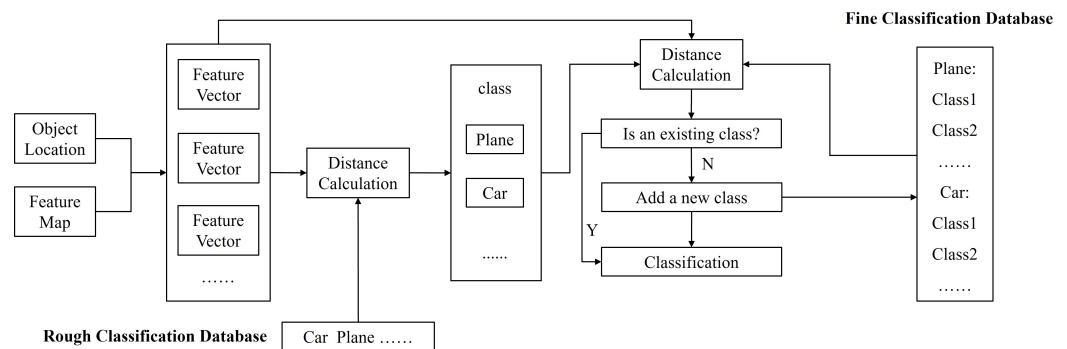 Fine Classification Database
Object
Location
Feature
Map
Feature
Vector
Feature
Vector
Feature
Vector
……
Distance
Calculation
Rough Classification Database
Car Plane ……
class
Plane
Car
......
Distance
Calculation
Is an existing class?
N
Add a new class
Y
Classification
Plane:
Class1
Class2
……
Car:
Class1
Class2
……